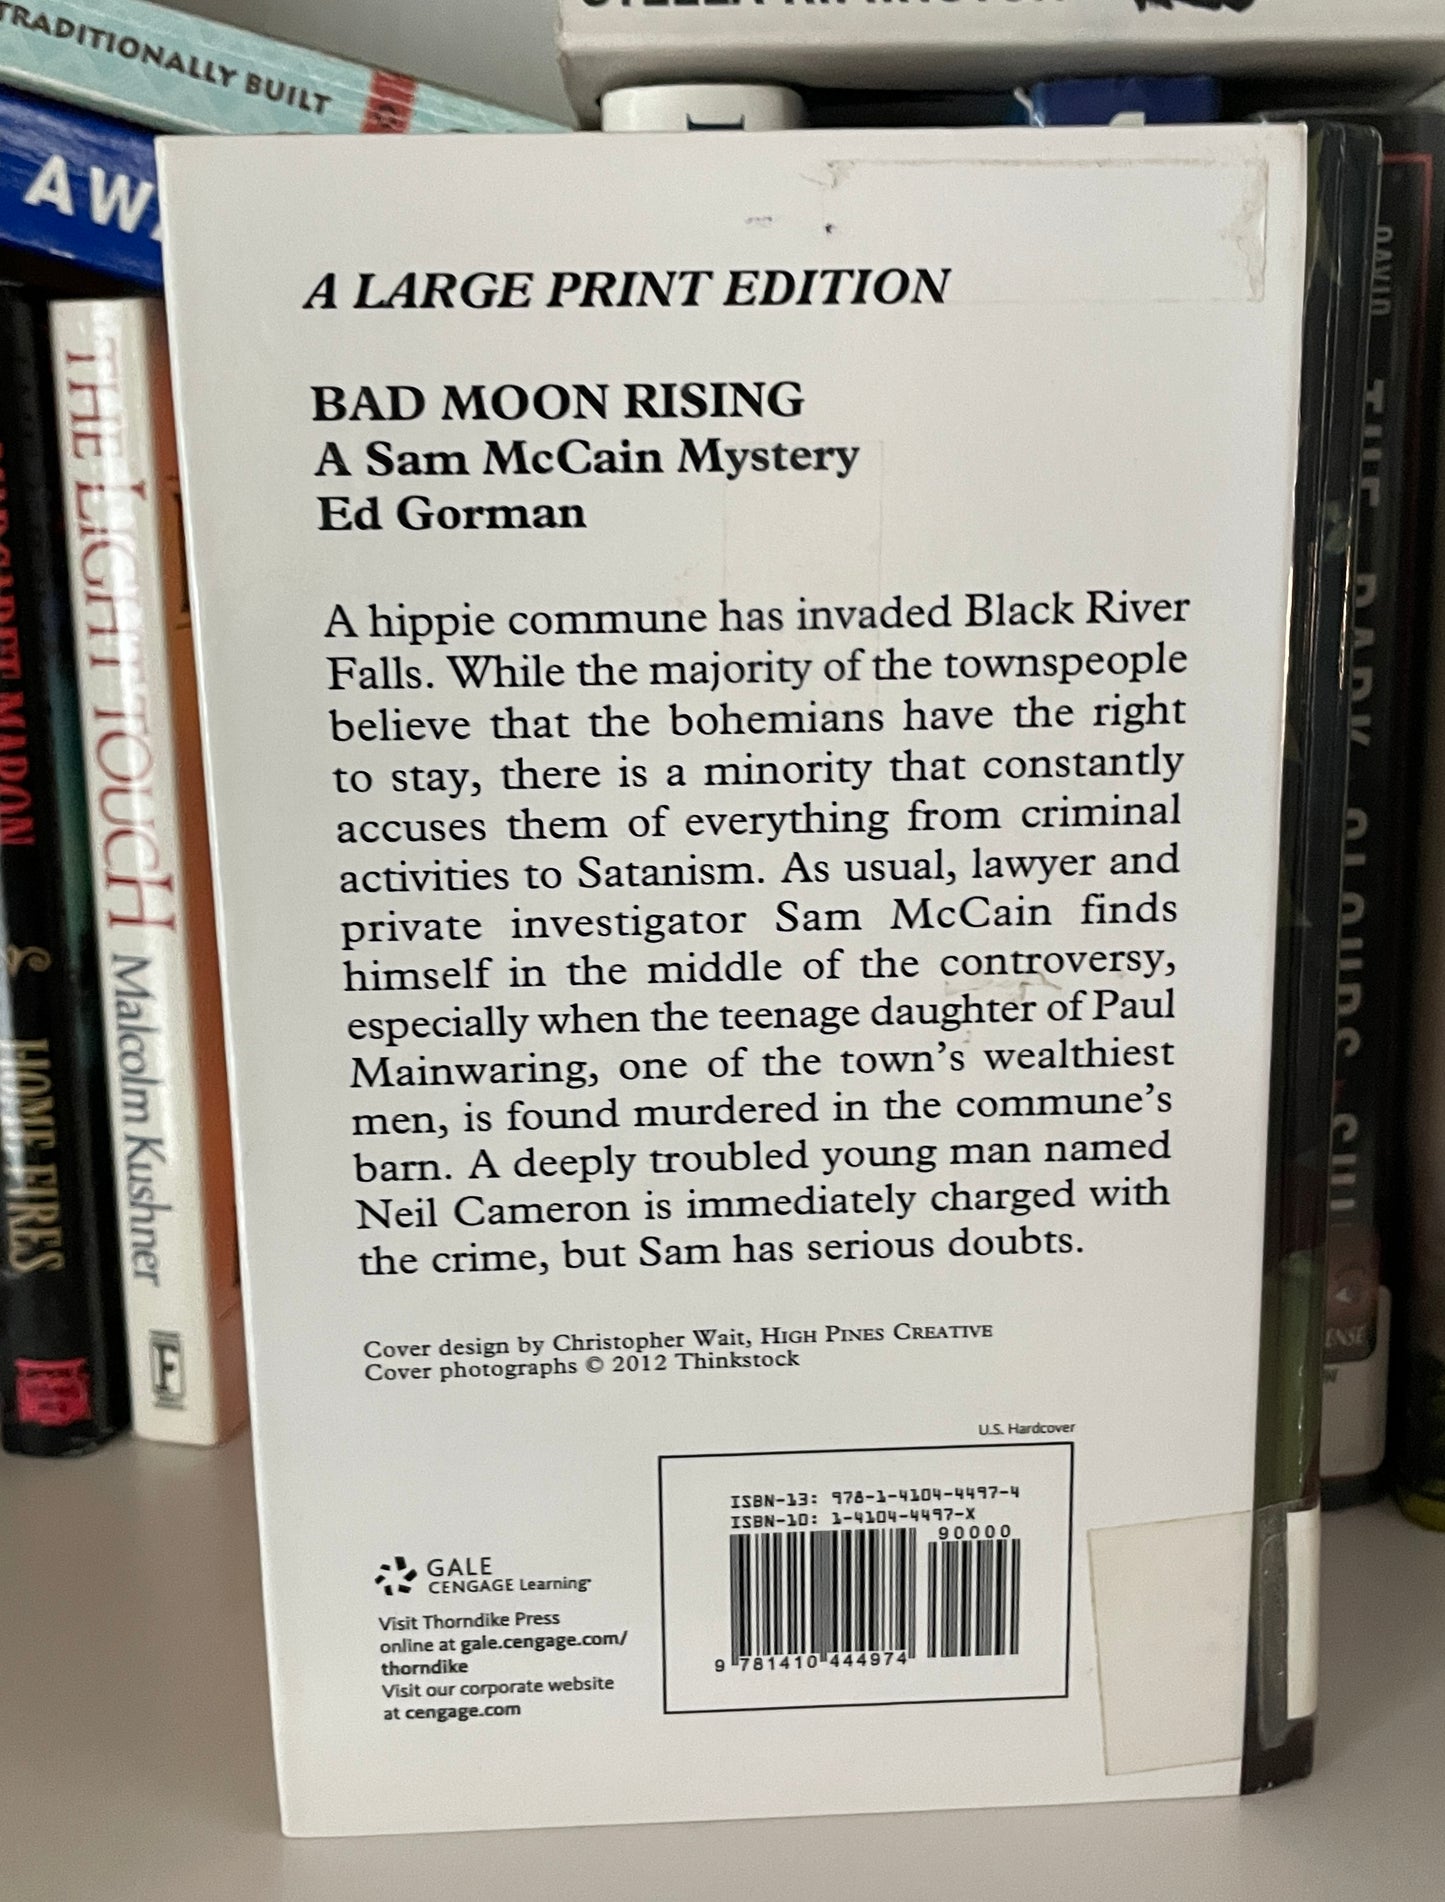 TRADITIONALLY BUILT
THE LIGHT TOUCH Malcolm Kushner
HOME FIRES
DAVID
A LARGE PRINT EDITION
BAD MOON RISING
A Sam McCain Mystery
Ed Gorman
A hippie commune has invaded Black River
Falls. While the majority of the townspeople
believe that the bohemians have the right
to stay, there is a minority that constantly
accuses them of everything from criminal
activities to Satanism. As usual, lawyer and
private investigator Sam McCain finds
himself in the middle of the controversy,
especially when the teenage daughter of Paul
Mainwaring, one of the town's wealthiest
men, is found murdered in the commune's
barn. A deeply troubled young man named
Neil Cameron is immediately charged with
the crime, but Sam has serious doubts.
Cover design by Christopher Wait, HIGH PINES CREATIVE
Cover photographs © 2012 Thinkstock
U.S. Hardcover
ISBN-13: 978-1-4104-4497-4
ISBN-10: 1-4104-4497-X
90000
9 781410 444974
GALE
CENGAGE Learning
Visit Thorndike Press
online at gale.cengage.com/
thorndike
Visit our corporate website
at cengage.com